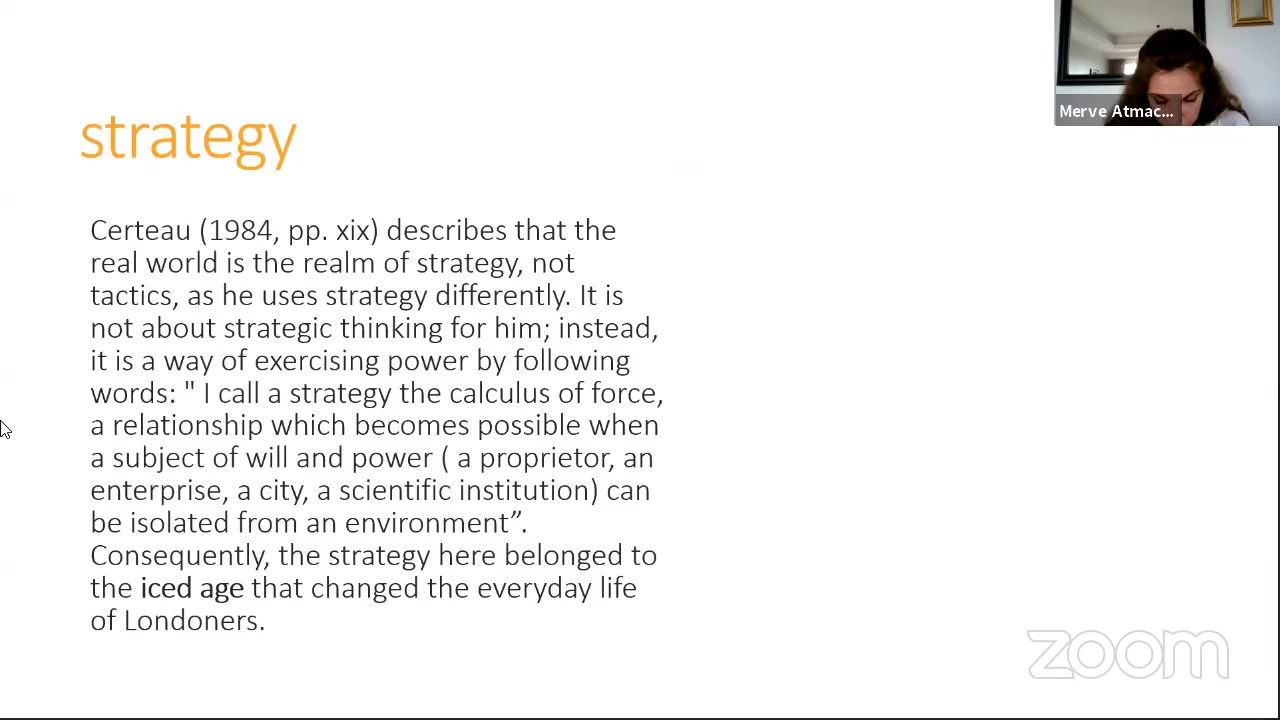 Merve Atmac...
strategy
Certeau (1984, pp. xix) describes that the
real world is the realm of strategy, not
tactics, as he uses strategy differently. It is
not about strategic thinking for him; instead,
it is a way of exercising power by following
words: " I call a strategy the calculus of force,
a relationship which becomes possible when
a subject of will and power ( a proprietor, an
enterprise, a city, a scientific institution) can
be isolated from an environment”.
Consequently, the strategy here belonged to
the iced age that changed the everyday life
of Londoners.
zoom